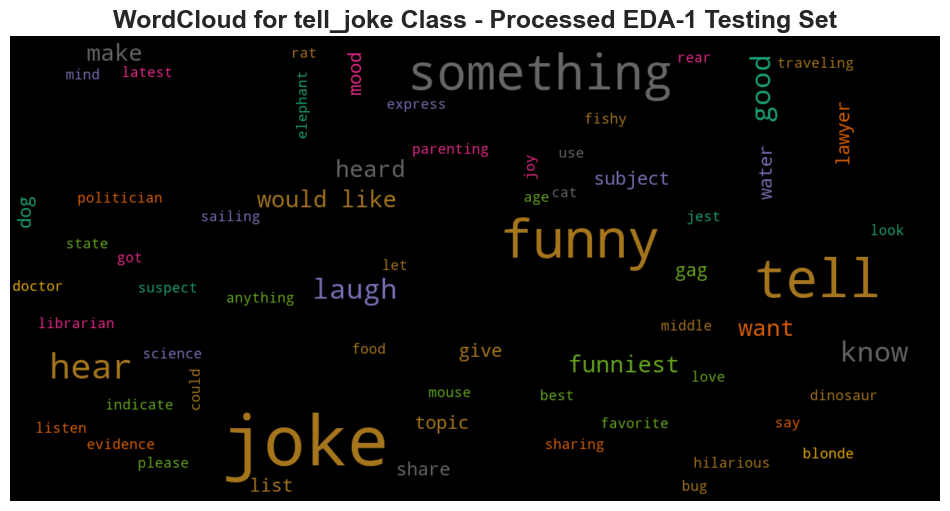 WordCloud for tell_joke Class - Processed EDA-1 Testing Set
make
rat
mood
something
rear
good
traveling
mind
latest
elephant
express
fishy
lawyer
parenting
joy
use
heard
subject
water
dog
politician
would like
age
cat
sailing
jest
look
state
got
funny
let
gag
tell
doctor
suspect
anything
laugh
librarian
middle
want
hear
science
food
give
funniest
know
could
love
indicate
mouse
best
dinosaur
listen
evidence
joke
topic
favorite
say
sharing
please
share
blonde
hilarious
list
bug